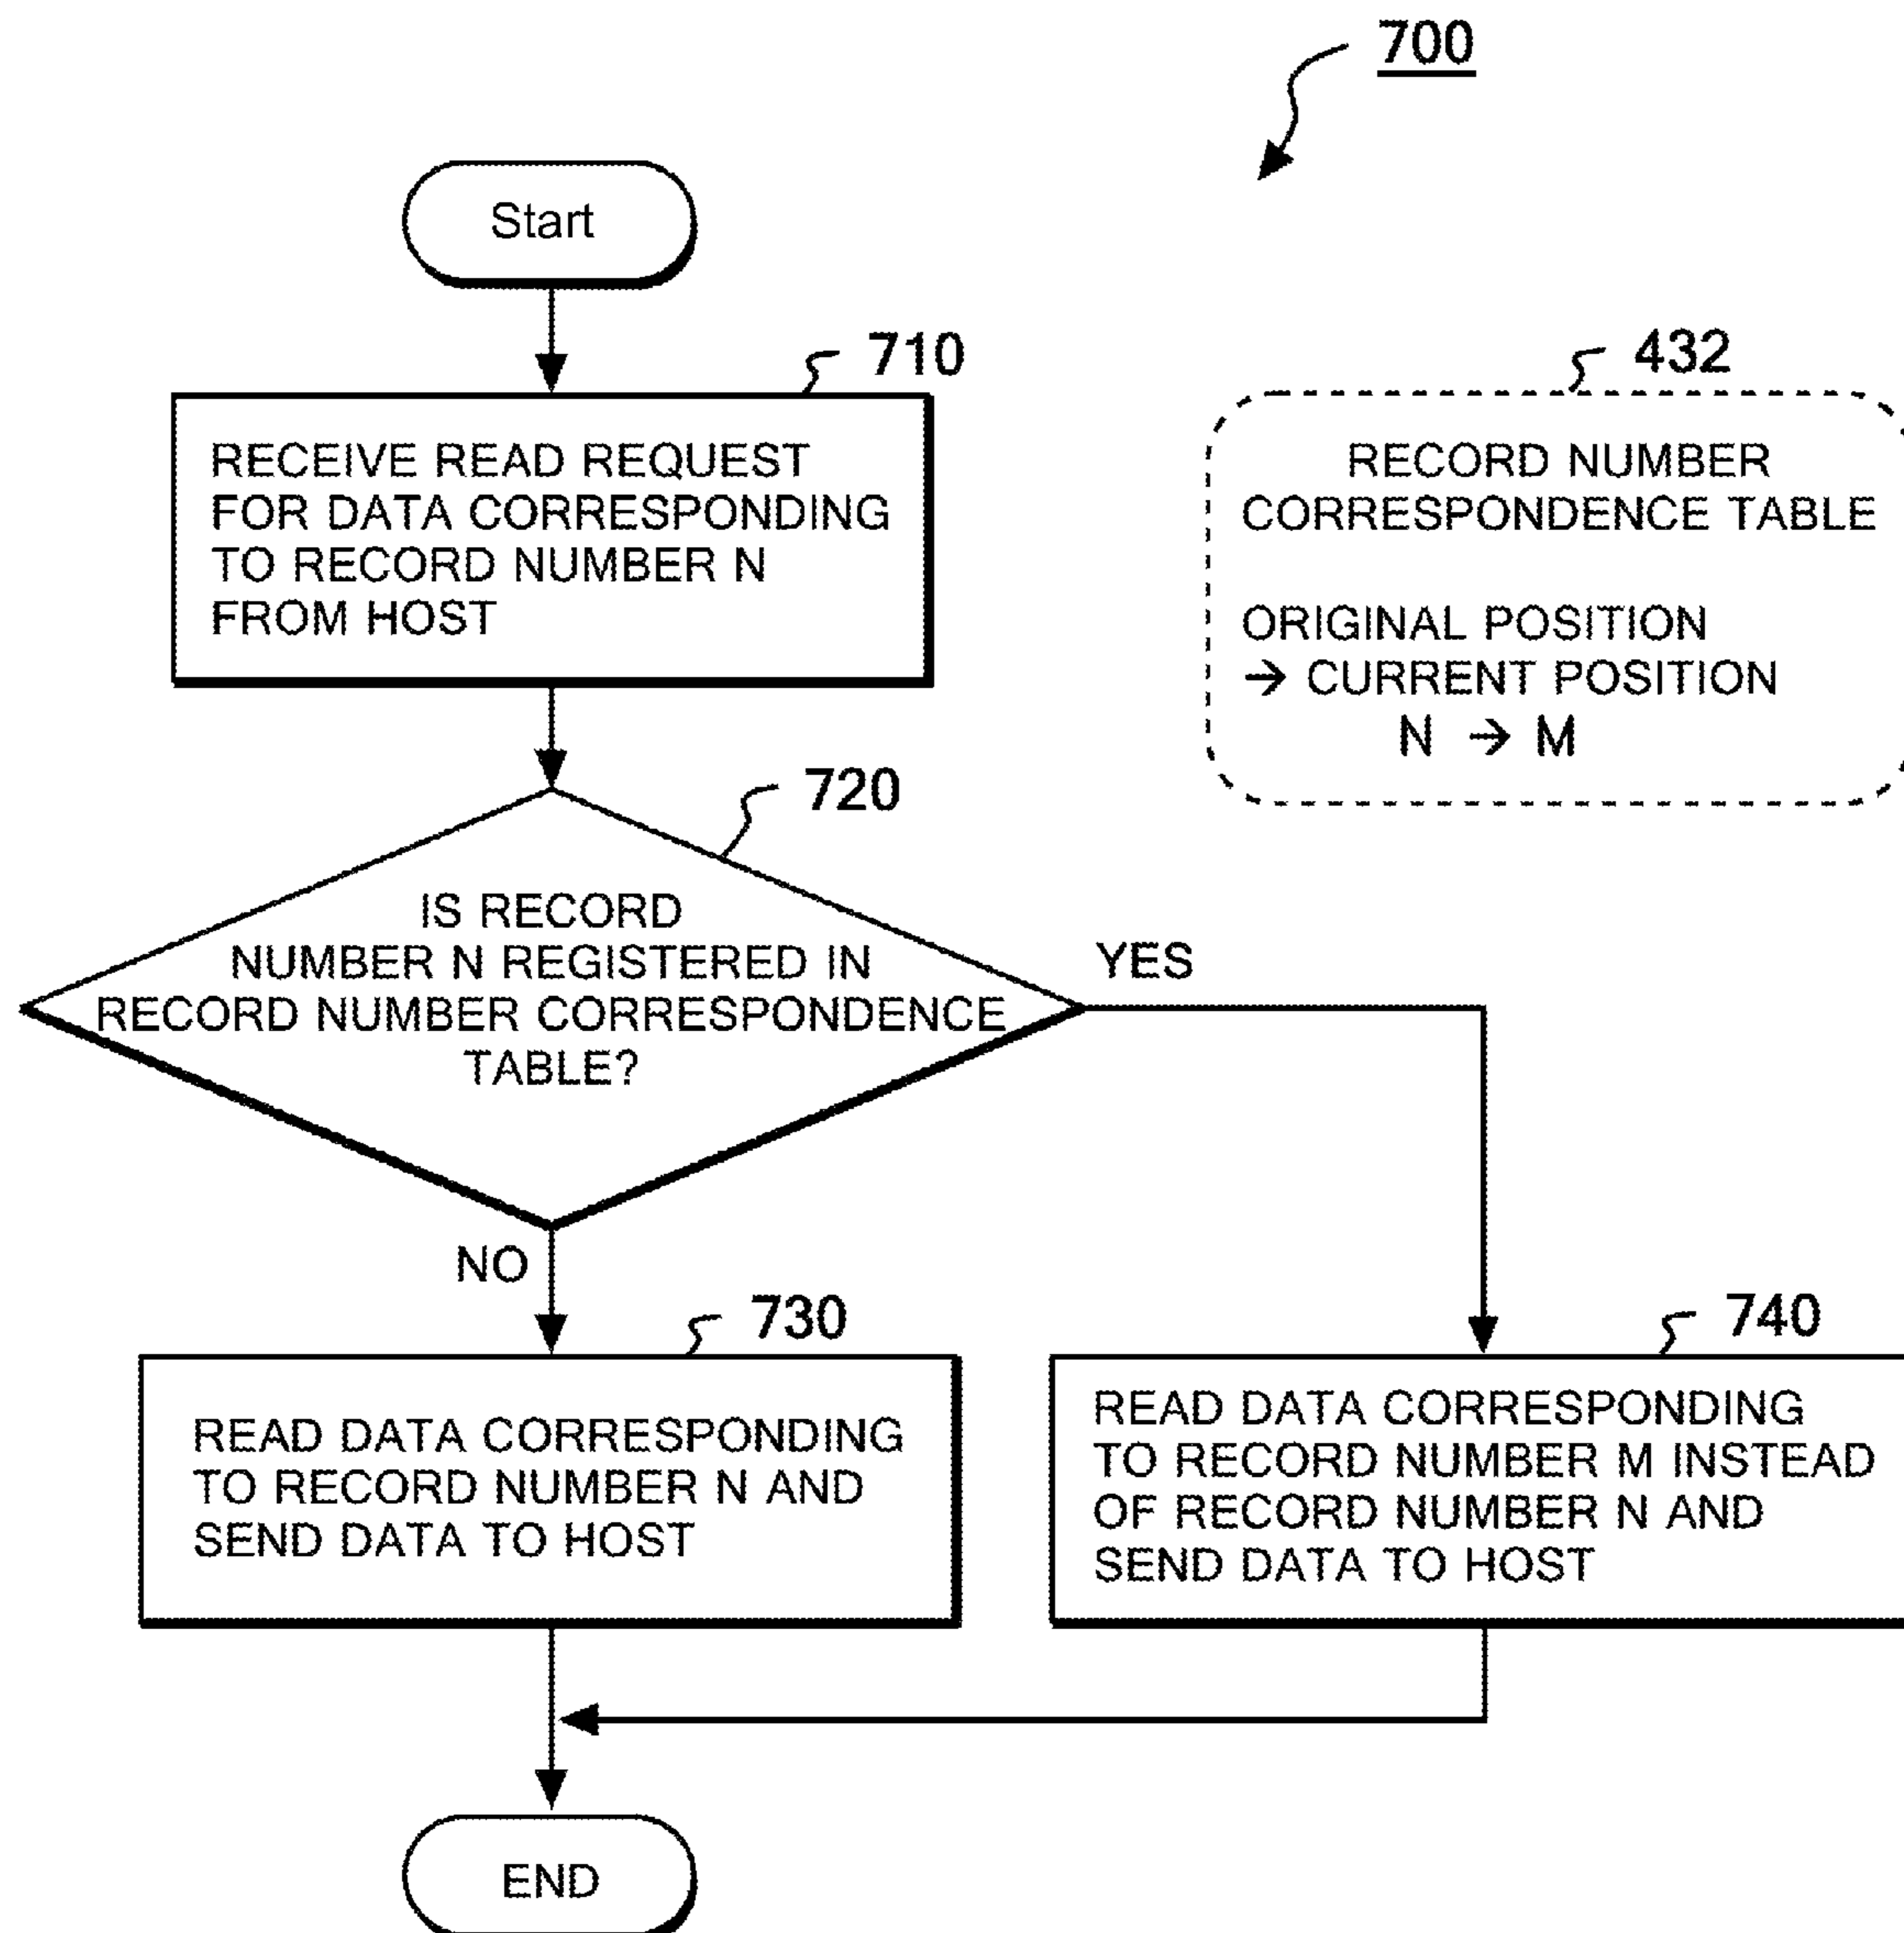 700
Start
710
RECEIVE READ REQUEST
FOR DATA CORRESPONDING
TO RECORD NUMBER N
FROM HOST
432
RECORD NUMBER
CORRESPONDENCE TABLE
ORIGINAL POSITION
→ CURRENT POSITION
N → M
720
IS RECORD
NUMBER N REGISTERED IN
RECORD NUMBER CORRESPONDENCE
TABLE?
YES
NO
730
READ DATA CORRESPONDING
TO RECORD NUMBER N AND
SEND DATA TO HOST
740
READ DATA CORRESPONDING
TO RECORD NUMBER M INSTEAD
OF RECORD NUMBER N AND
SEND DATA TO HOST
END